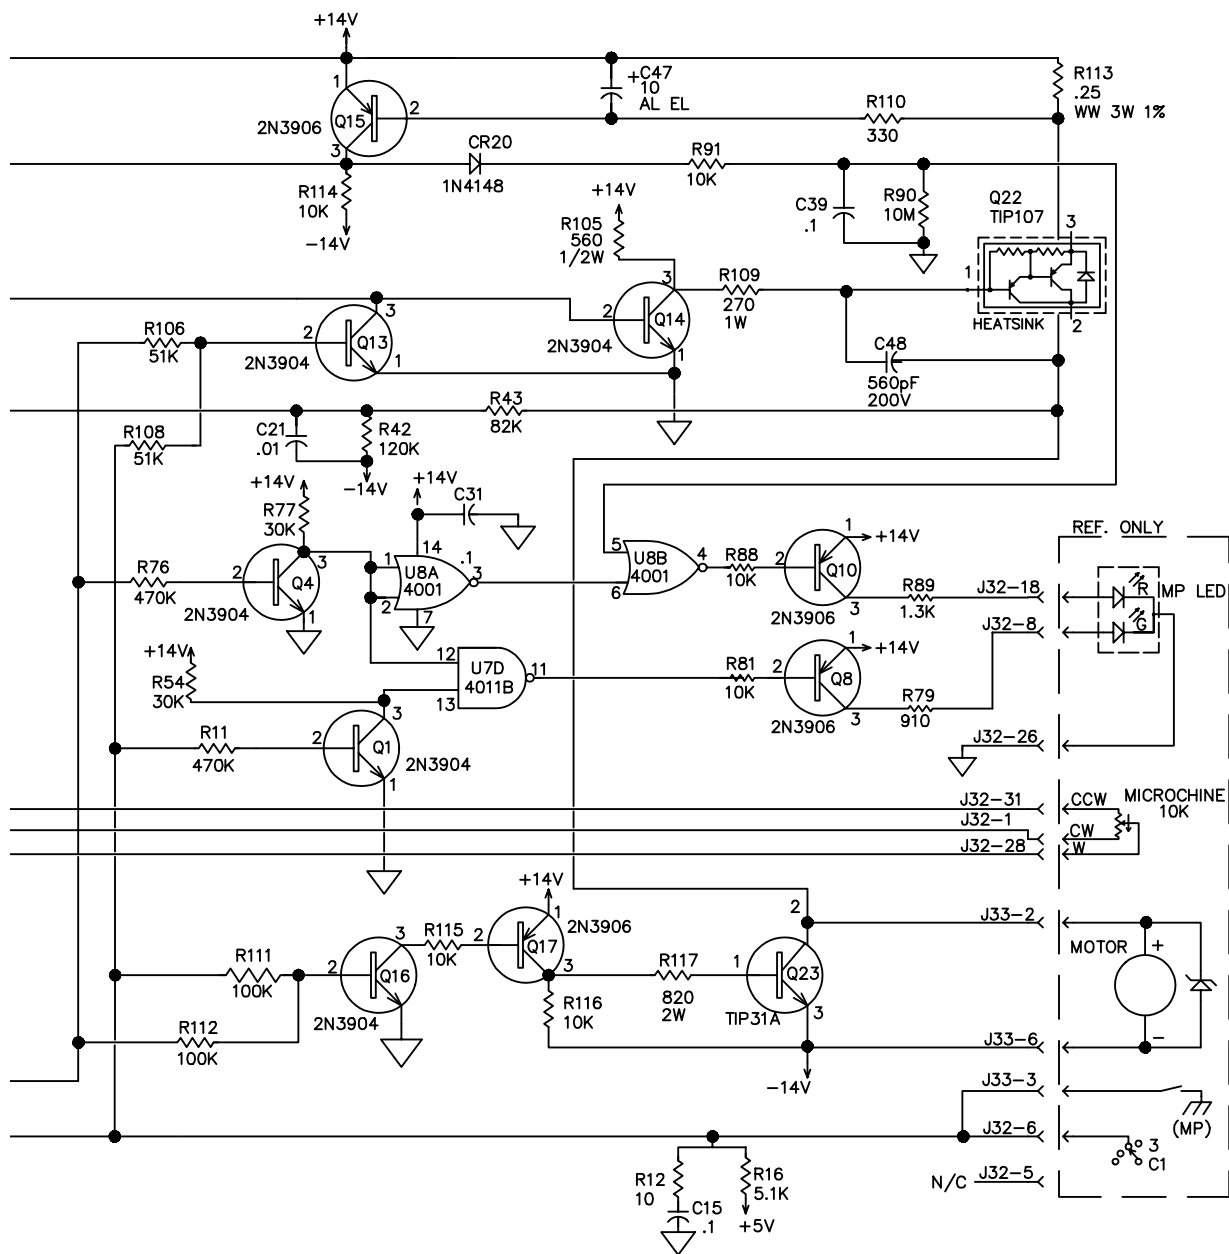 +14V
1
Q15
2N3906
2
3
+C47
10
AL EL
R110
330
R113
.25
WW 3W 1%
R114
10K
-14V
CR20
1N4148
R91
10K
C39
.1
R90
10M
Q22
TIP107
3
1
2
HEATSINK
+14V
R105
560
1/2W
3
2
Q14
1
2N3904
R109
270
1W
C48
560pF
200V
R106
51K
2
3
Q13
1
2N3904
R108
51K
C21
.01
R42
120K
-14V
R43
82K
+14V
R77
30K
R76
470K
2
3
Q4
1
2N3904
+14V
C31
.1
14
1
2
U8A
4001
3
7
5
6
U8B
4001
4
R88
10K
2
1
+14V
Q10
3
2N3906
R89
1.3K
J32-18
J32-8
REF. ONLY
R
G
MP LED
+14V
R54
30K
12
13
U7D
4011B
11
R81
10K
2
1
+14V
Q8
3
2N3906
R79
910
R11
470K
2
3
Q1
1
2N3904
J32-26
J32-31
J32-1
J32-28
CCW
CW
W
MICROCHINE
10K
R111
100K
R112
100K
2
3
Q16
2N3904
R115
10K
+14V
2
1
Q17
3
2N3906
R116
10K
R117
820
2W
1
2
Q23
3
TIP31A
-14V
J33-2
MOTOR
+
-
J33-6
J33-3
(MP)
J32-6
3
C1
N/C J32-5
R12
10
C15
.1
R16
5.1K
+5V